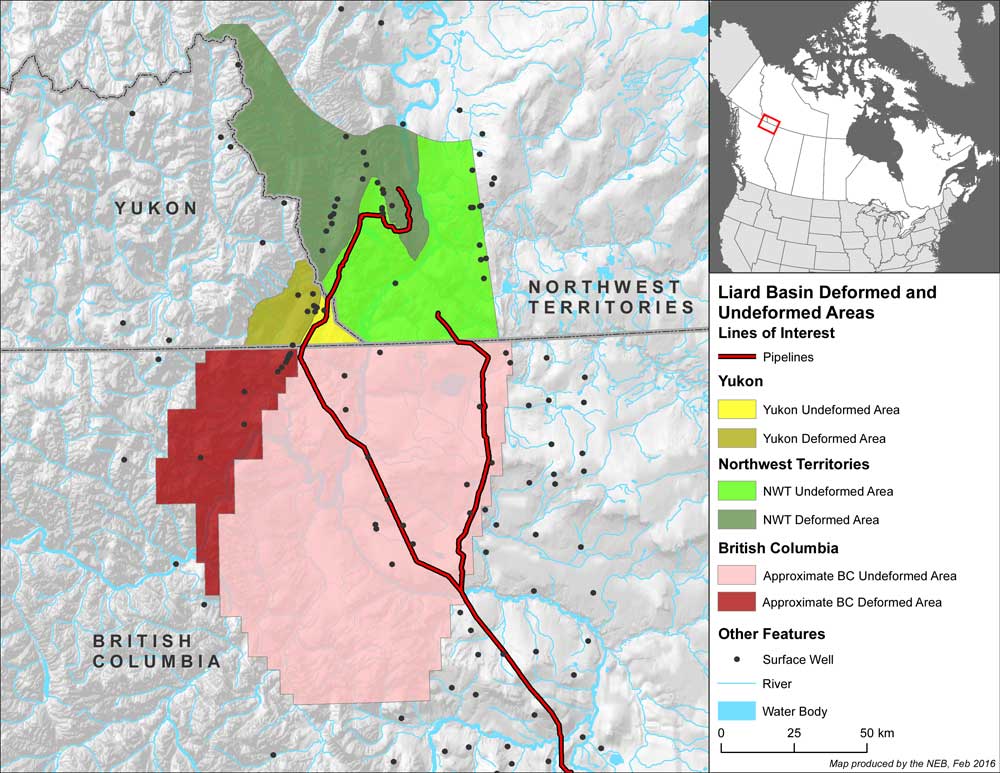 YUKON
NORTHWEST
TERRITORIES
BRITISH
COLUMBIA
Liard Basin Deformed and
Undeformed Areas
Lines of Interest
Pipelines
Yukon
Yukon Undeformed Area
Yukon Deformed Area
Northwest Territories
NWT Undeformed Area
NWT Deformed Area
British Columbia
Approximate BC Undeformed Area
Approximate BC Deformed Area
Other Features
Surface Well
River
Water Body
0 25 50 km
Map produced by the NEB, Feb 2016